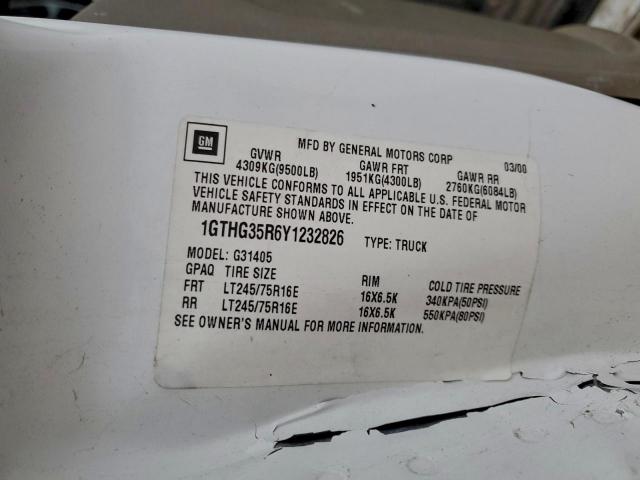 GM
MFD BY GENERAL MOTORS CORP 03/00
GVWR GAWR FRT GAWR RR
4309KG(9500LB) 1951KG(4300LB) 2760KG(6084LB)
THIS VEHICLE CONFORMS TO ALL APPLICABLE U.S. FEDERAL MOTOR
VEHICLE SAFETY STANDARDS IN EFFECT ON THE DATE OF
MANUFACTURE SHOWN ABOVE.
1GTHG35R6Y1232826 TYPE: TRUCK
MODEL: G31405
GPAQ TIRE SIZE RIM COLD TIRE PRESSURE
FRT LT245/75R16E 16X6.5K 340KPA(50PSI)
RR LT245/75R16E 16X6.5K 550KPA(80PSI)
SEE OWNER'S MANUAL FOR MORE INFORMATION.